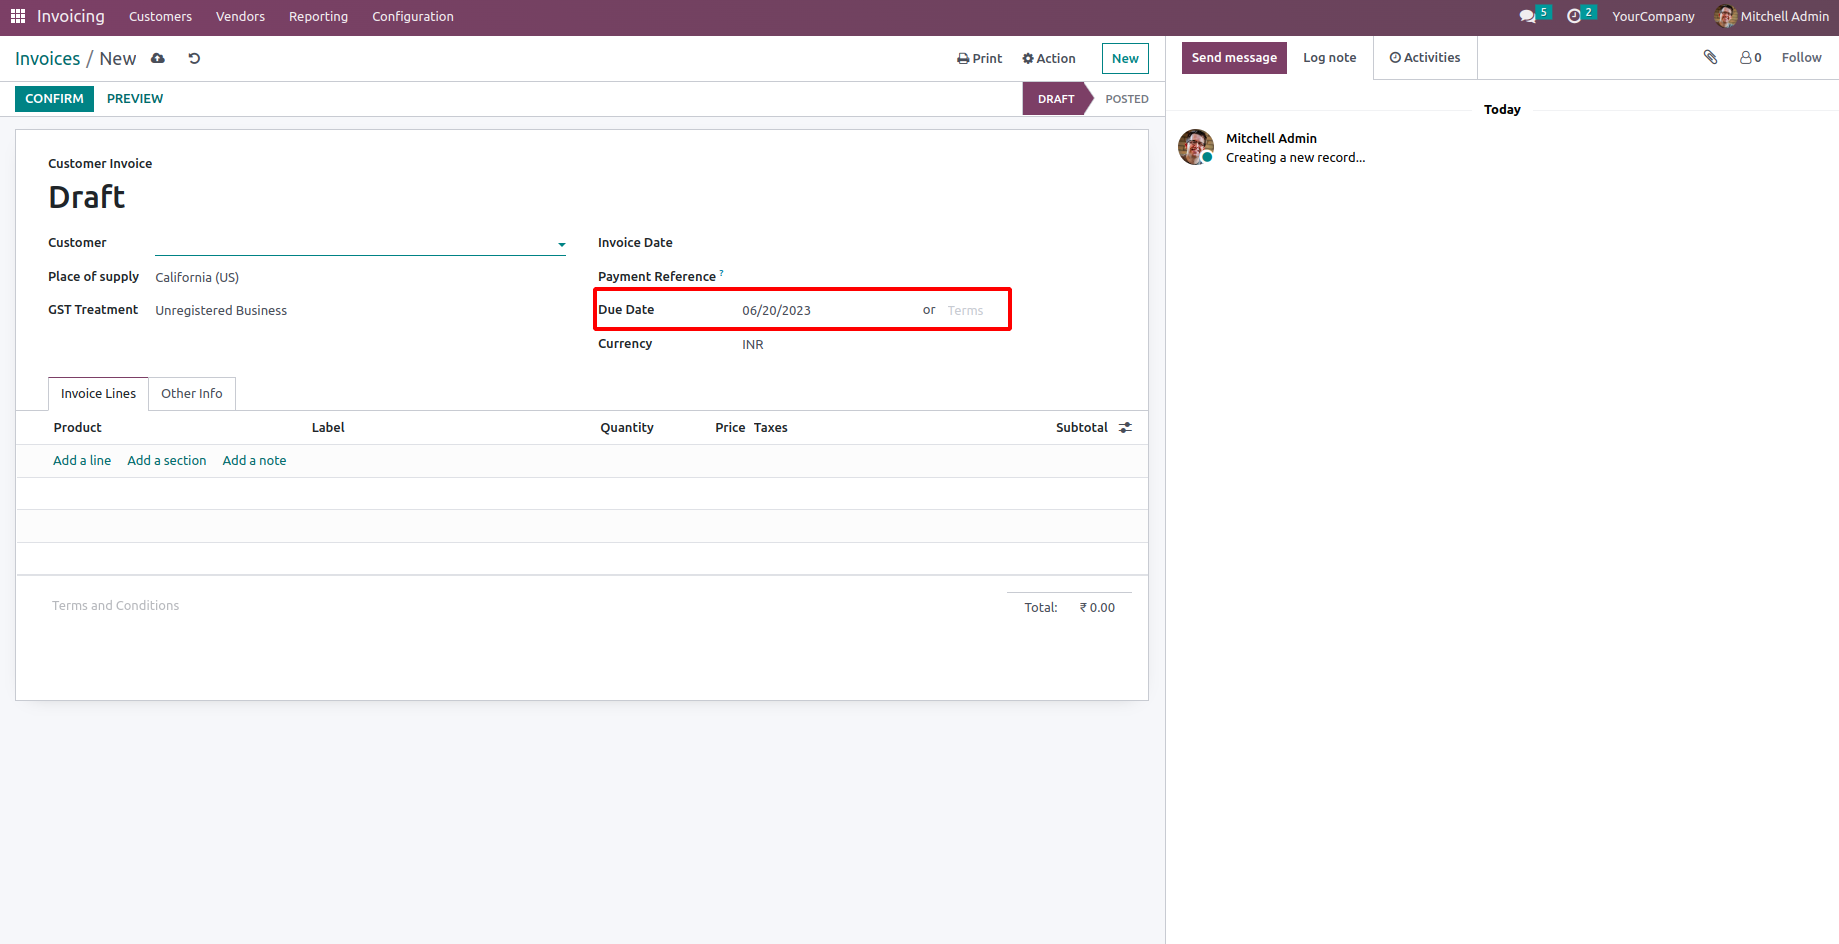 Invoicing Customers Vendors Reporting Configuration 5 2 YourCompany Mitchell Admin
Invoices / New Print Action New
CONFIRM PREVIEW DRAFT POSTED
Customer Invoice
Draft
Customer Invoice Date
Place of supply California (US) Payment Reference ?
GST Treatment Unregistered Business Due Date 06/20/2023 or Terms
Currency INR
Invoice Lines Other Info
Product Label Quantity Price Taxes Subtotal
Add a line Add a section Add a note
Terms and Conditions Total: ₹ 0.00
Send message Log note Activities 0 Follow
Today
Mitchell Admin
Creating a new record...